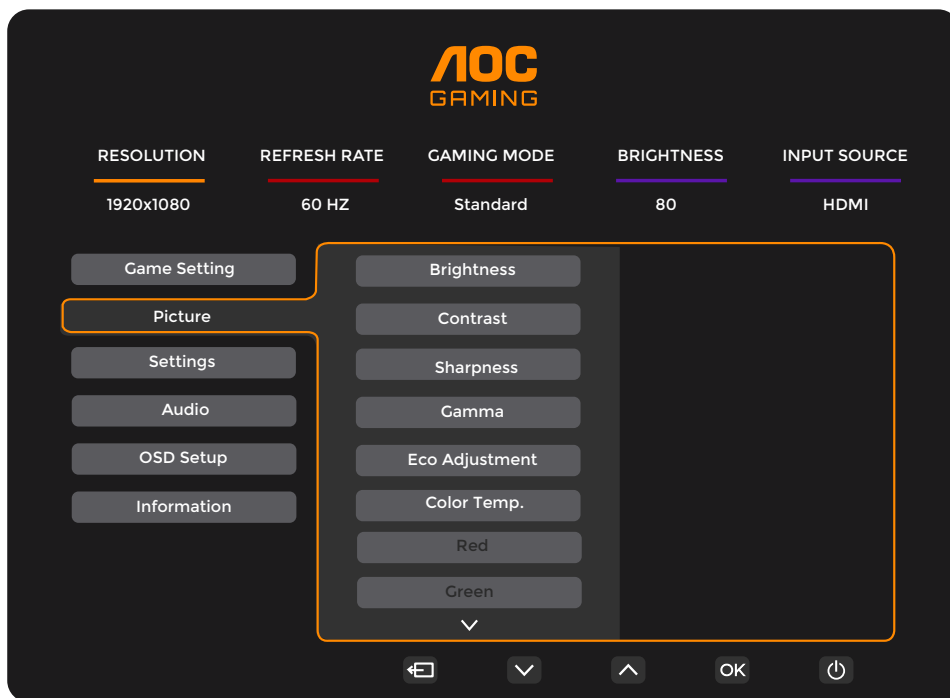 AOC
GAMING
RESOLUTION REFRESH RATE GAMING MODE BRIGHTNESS INPUT SOURCE
1920x1080 60 HZ Standard 80 HDMI
Game Setting
Picture
Settings
Audio
OSD Setup
Information
Brightness
Contrast
Sharpness
Gamma
Eco Adjustment
Color Temp.
Red
Green
OK